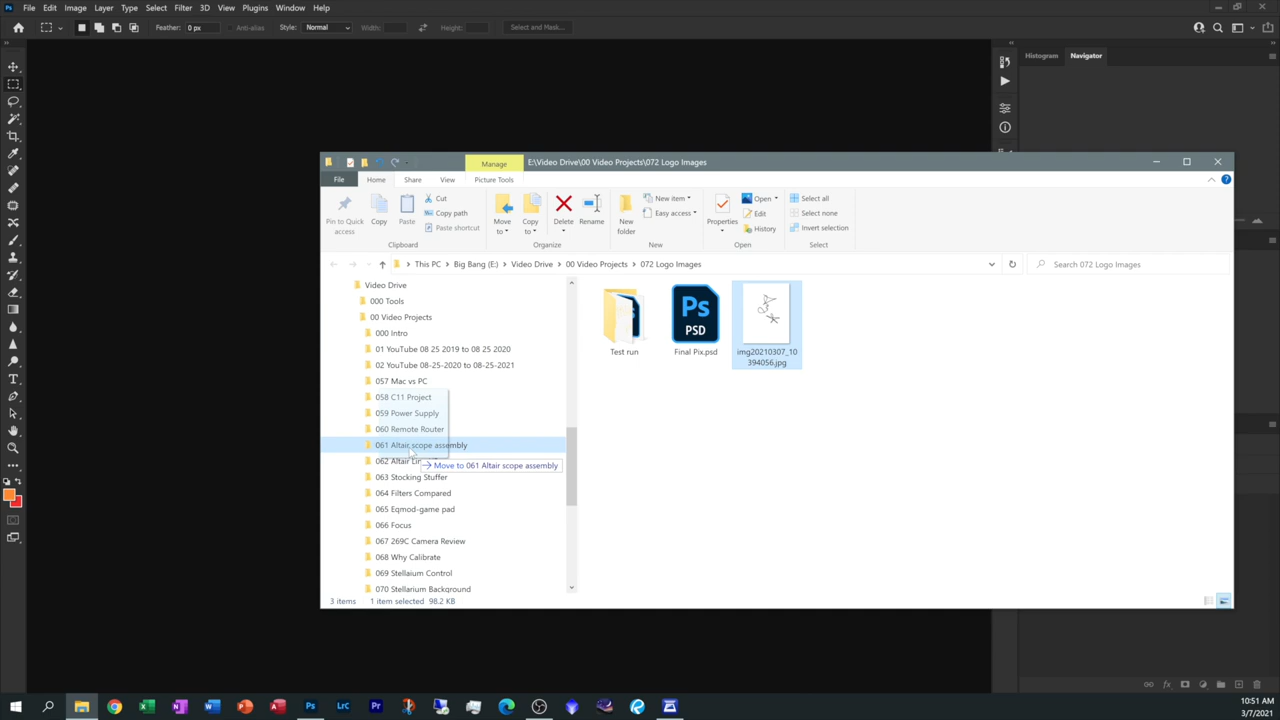 Ps File Edit Image Layer Type Select Filter 3D View Plugins Window Help
Feather: 0 px Anti-alias Style: Normal Width: Height: Select and Mask...
Histogram Navigator
Manage E:\Video Drive\00 Video Projects\072 Logo Images
File Home Share View Picture Tools
Pin to Quick access
Copy
Paste
Cut
Copy path
Paste shortcut
Clipboard
Move to
Copy to
Delete
Rename
Organize
New folder
New item
Easy access
New
Properties
Open
Edit
History
Open
Select all
Select none
Invert selection
Select
This PC > Big Bang (E:) > Video Drive > 00 Video Projects > 072 Logo Images
Search 072 Logo Images
Video Drive
000 Tools
00 Video Projects
000 Intro
01 YouTube 08 25 2019 to 08 25 2020
02 YouTube 08-25-2020 to 08-25-2021
057 Mac vs PC
058 C11 Project
059 Power Supply
060 Remote Router
061 Altair scope assembly
062 Altair
Move to 061 Altair scope assembly
063 Stocking Stuffer
064 Filters Compared
065 Eqmod-game pad
066 Focus
067 269C Camera Review
068 Why Calibrate
069 Stellaium Control
070 Stellarium Background
Test run
Ps
PSD
Final Pix.psd
img20210307_10
394056.jpg
3 items 1 item selected 98.2 KB
Ps LrC Pr
10:51 AM
3/7/2021